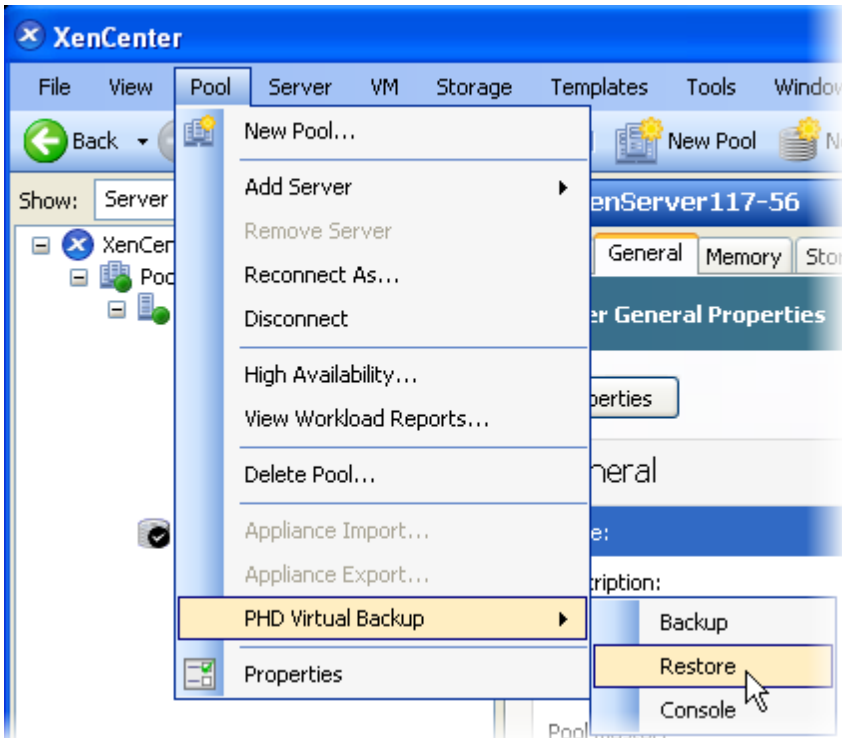 XenCenter
File View Pool Server VM Storage Templates Tools
Back New Pool
Show: Server
New Pool...
Add Server
Remove Server
Reconnect As...
Disconnect
High Availability...
View Workload Reports...
Delete Pool...
Appliance Import...
Appliance Export...
PHD Virtual Backup
Properties
General Memory
General Properties
Backup
Restore
Console